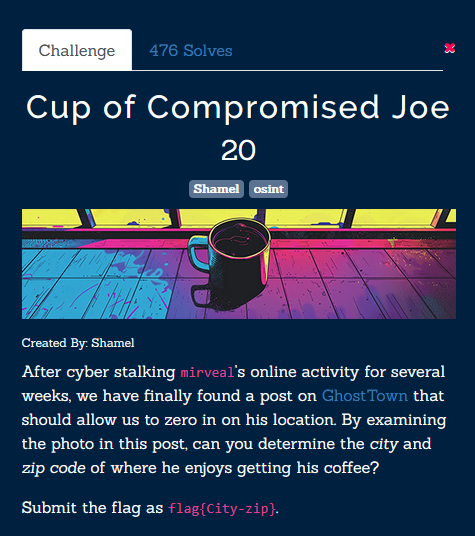 Challenge 476 Solves ×
Cup of Compromised Joe
20
Shamel osint
Created By: Shamel
After cyber stalking mirveal's online activity for several
weeks, we have finally found a post on GhostTown that
should allow us to zero in on his location. By examining
the photo in this post, can you determine the city and
zip code of where he enjoys getting his coffee?
Submit the flag as flag{City-zip}.